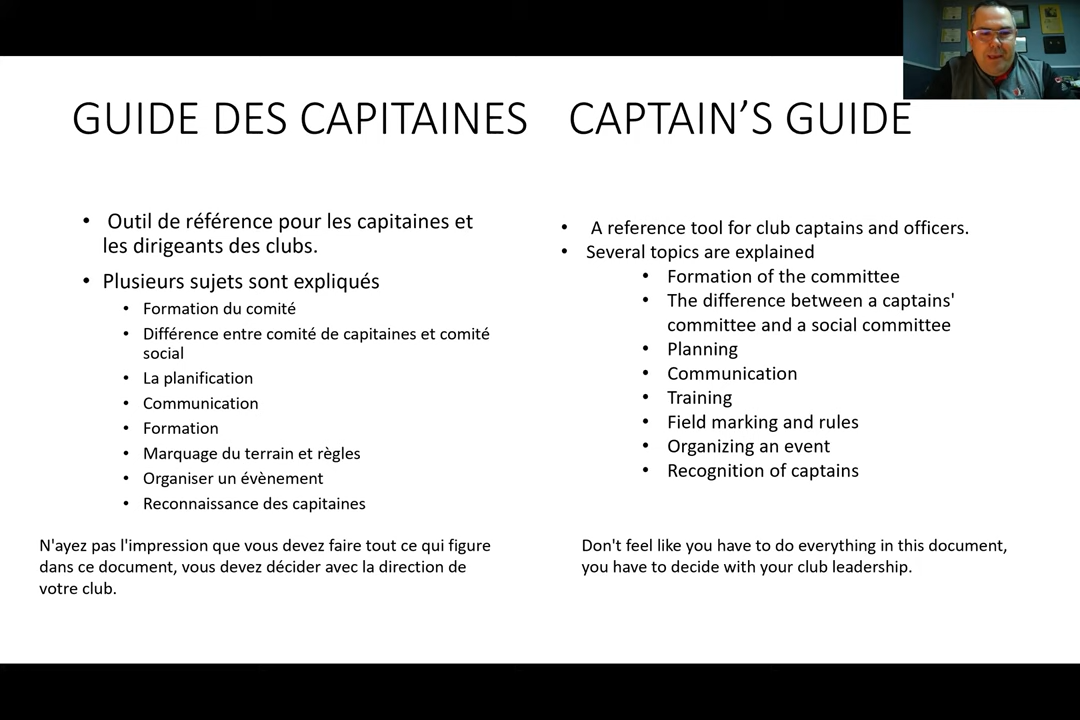 GUIDE DES CAPITAINES
• Outil de référence pour les capitaines et
les dirigeants des clubs.
• Plusieurs sujets sont expliqués
• Formation du comité
• Différence entre comité de capitaines et comité
social
• La planification
• Communication
• Formation
• Marquage du terrain et règles
• Organiser un évènement
• Reconnaissance des capitaines
N'ayez pas l'impression que vous devez faire tout ce qui figure
dans ce document, vous devez décider avec la direction de
votre club.
CAPTAIN’S GUIDE
• A reference tool for club captains and officers.
• Several topics are explained
• Formation of the committee
• The difference between a captains'
committee and a social committee
• Planning
• Communication
• Training
• Field marking and rules
• Organizing an event
• Recognition of captains
Don't feel like you have to do everything in this document,
you have to decide with your club leadership.